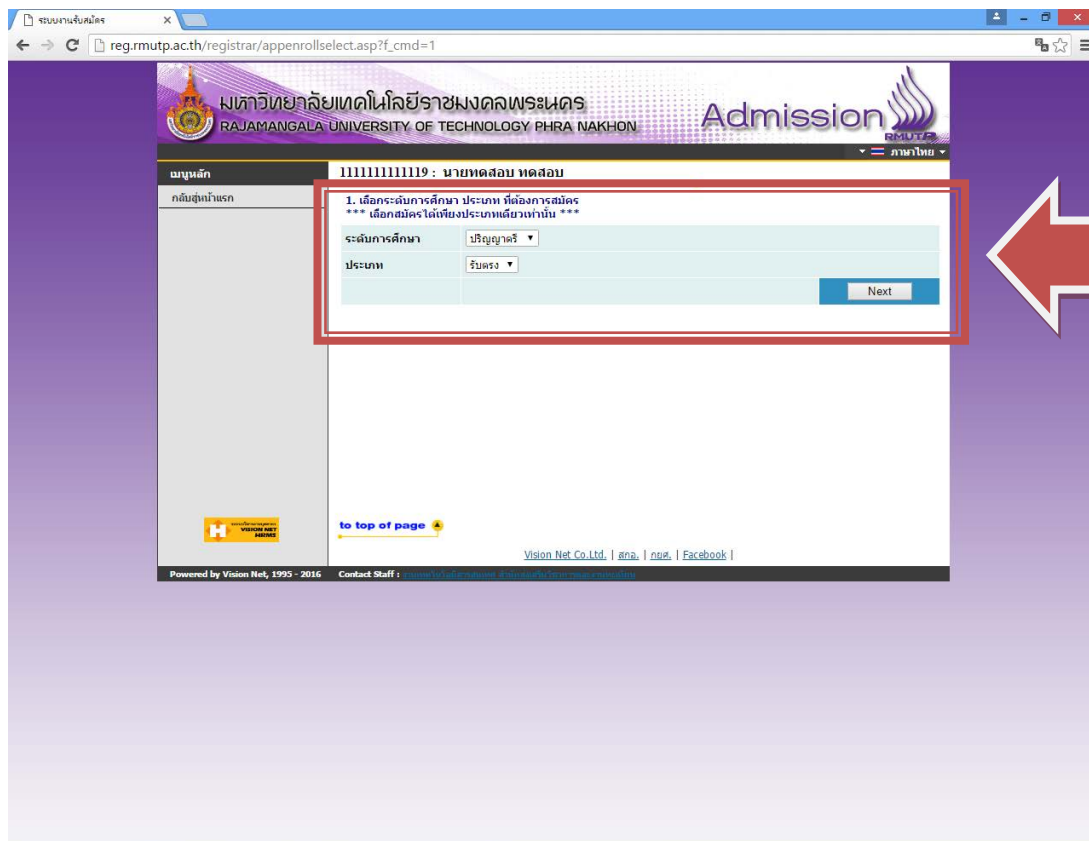 ระบบงานรับสมัคร
reg.rmutp.ac.th/registrar/appenrollselect.asp?f_cmd=1
มหาวิทยาลัยเทคโนโลยีราชมงคลพระนคร
RAJAMANGALA UNIVERSITY OF TECHNOLOGY PHRA NAKHON
Admission
RMUTP
ภาษาไทย
เมนูหลัก
1111111111119 : นายทดสอบ ทดสอบ
กลับสู่หน้าแรก
1. เลือกระดับการศึกษา ประเภท ที่ต้องการสมัคร
*** เลือกสมัครได้เพียงประเภทเดียวเท่านั้น ***
ระดับการศึกษา ปริญญาตรี
ประเภท รับตรง
Next
VISION NET
HRMS
to top of page
Vision Net Co.Ltd. | สกอ. | กยศ. | Facebook |
Powered by Vision Net, 1995 - 2016 Contact Staff :